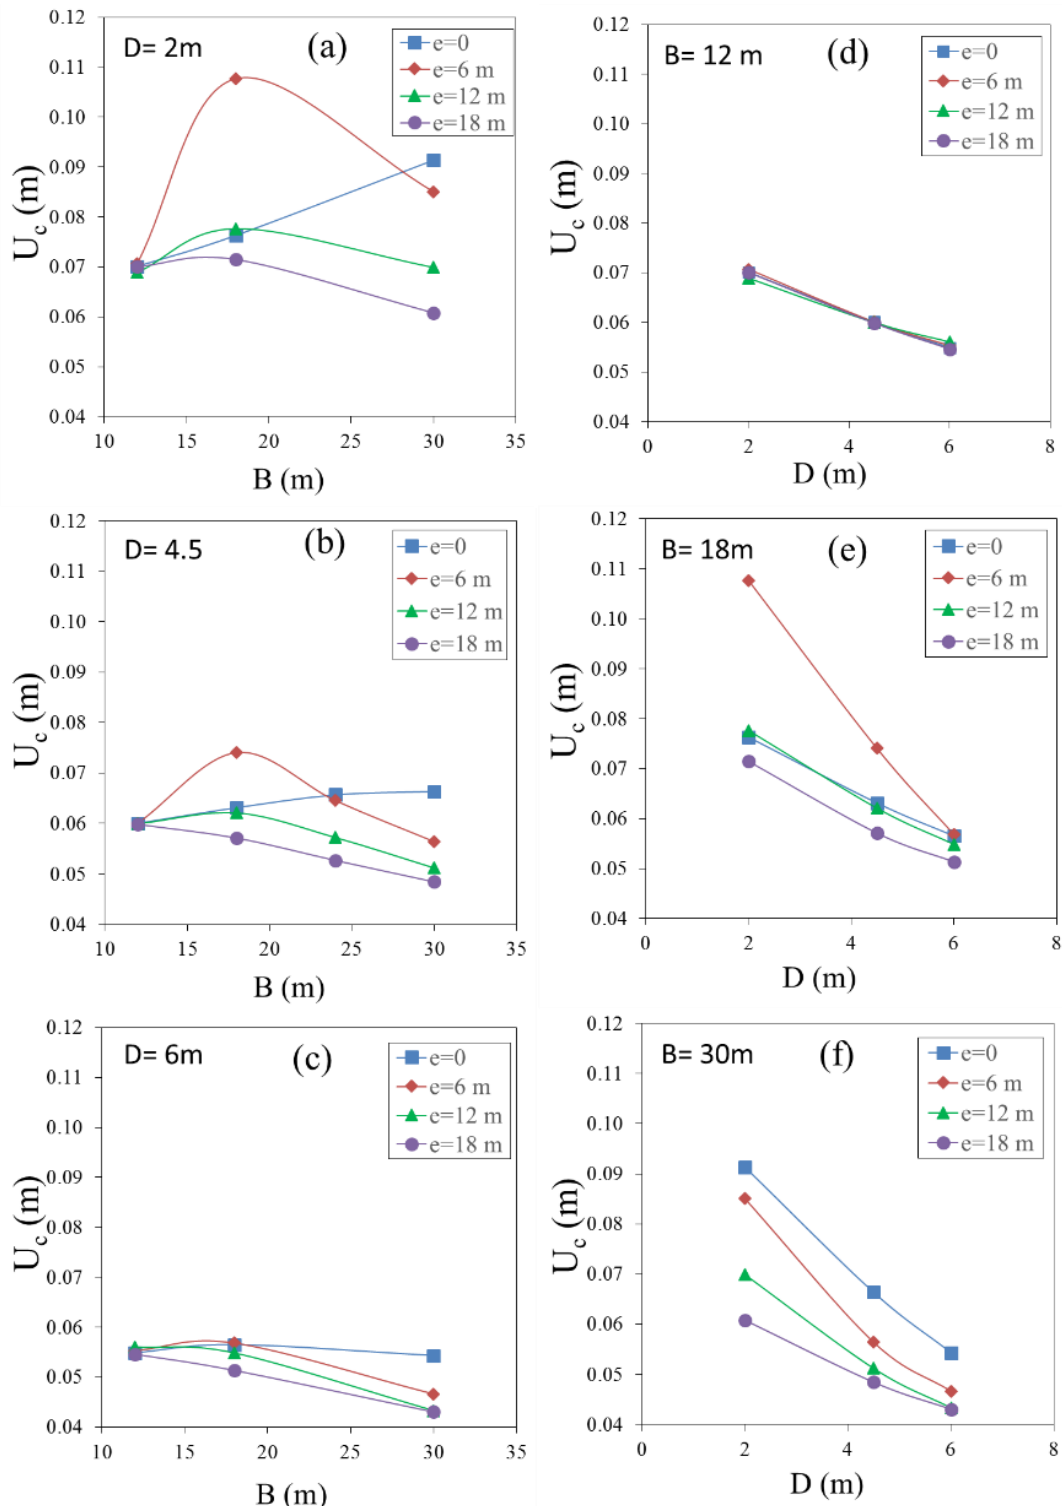 D= 2m
(a)
e=0
e=6 m
e=12 m
e=18 m
0.12
0.11
0.10
0.09
0.08
0.07
0.06
0.05
0.04
10 15 20 25 30 35
U_c (m)
B (m)
B= 12 m
(d)
e=0
e=6 m
e=12 m
e=18 m
0.12
0.11
0.10
0.09
0.08
0.07
0.06
0.05
0.04
0 2 4 6 8
U_c (m)
D (m)
D= 4.5
(b)
e=0
e=6 m
e=12 m
e=18 m
0.12
0.11
0.10
0.09
0.08
0.07
0.06
0.05
0.04
10 15 20 25 30 35
U_c (m)
B (m)
B= 18m
(e)
e=0
e=6 m
e=12 m
e=18 m
0.12
0.11
0.10
0.09
0.08
0.07
0.06
0.05
0.04
0 2 4 6 8
U_c (m)
D (m)
D= 6m
(c)
e=0
e=6 m
e=12 m
e=18 m
0.12
0.11
0.10
0.09
0.08
0.07
0.06
0.05
0.04
10 15 20 25 30 35
U_c (m)
B (m)
B= 30m
(f)
e=0
e=6 m
e=12 m
e=18 m
0.12
0.11
0.10
0.09
0.08
0.07
0.06
0.05
0.04
0 2 4 6 8
U_c (m)
D (m)